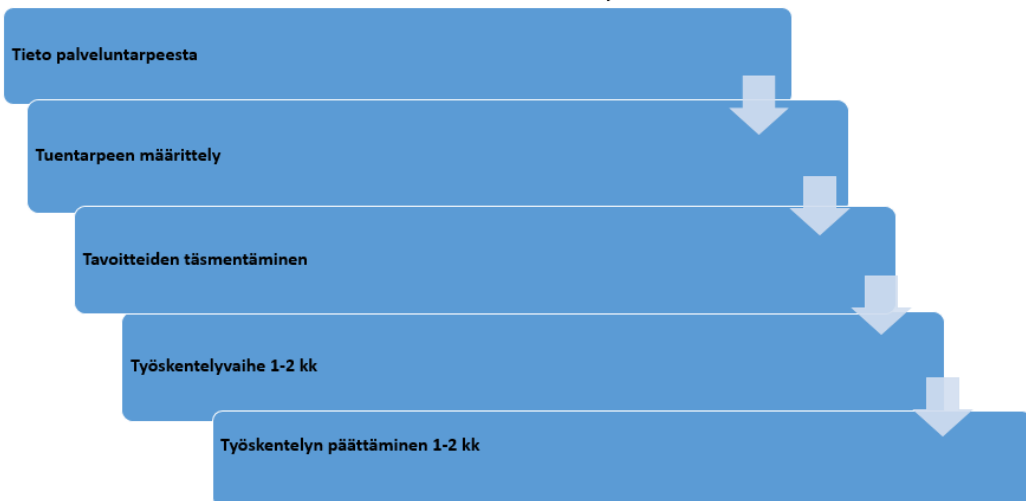 Tieto palveluntarpeesta
Tuentarpeen määrittely
Tavoitteiden täsmentäminen
Työskentelyvaihe 1-2 kk
Työskentelyn päättäminen 1-2 kk